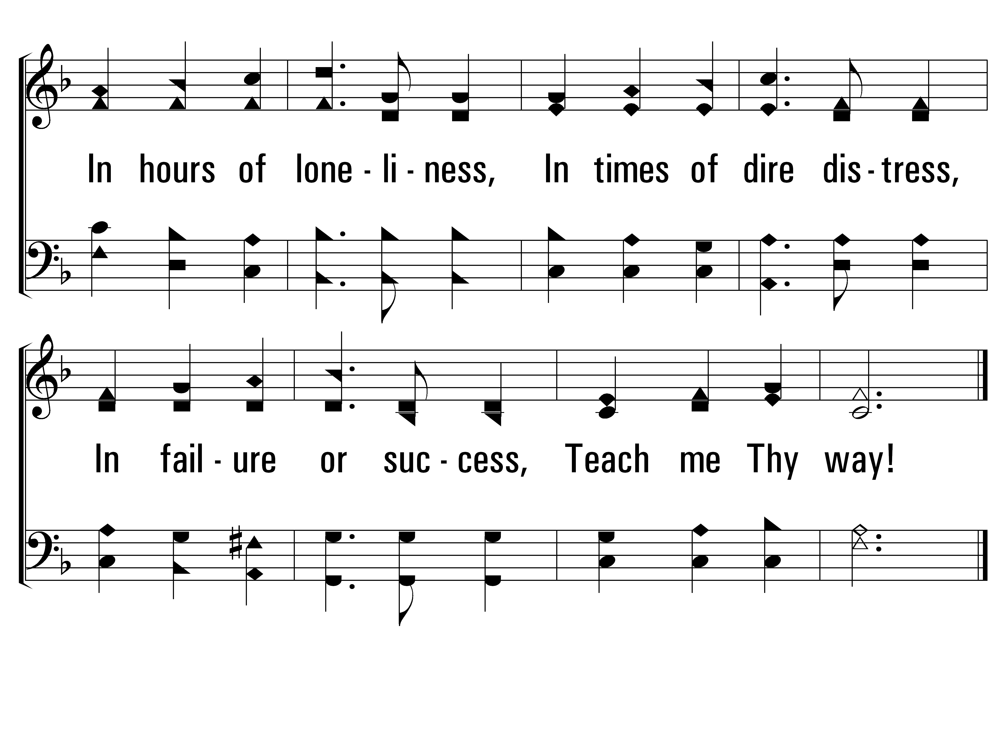 In hours of lone - li - ness, In times of dire dis - tress,
In fail - ure or suc - cess, Teach me Thy way!